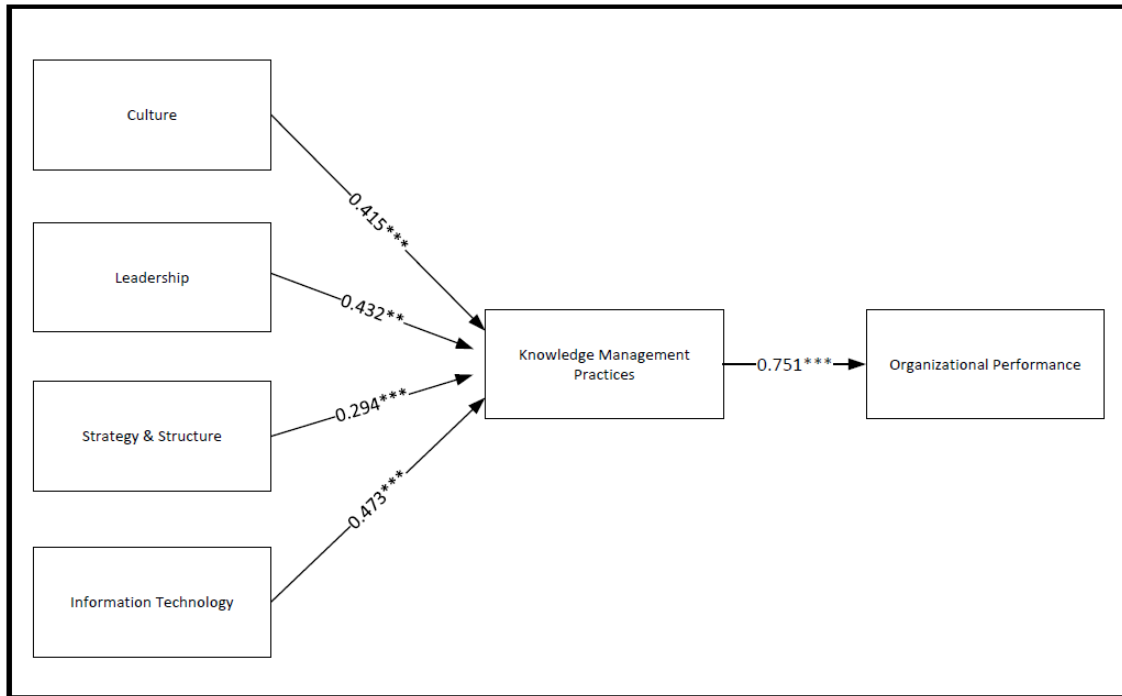 Culture
0.415***
Leadership
0.432**
Knowledge Management
Practices
0.751***
Organizational Performance
0.294***
Strategy & Structure
0.473***
Information Technology